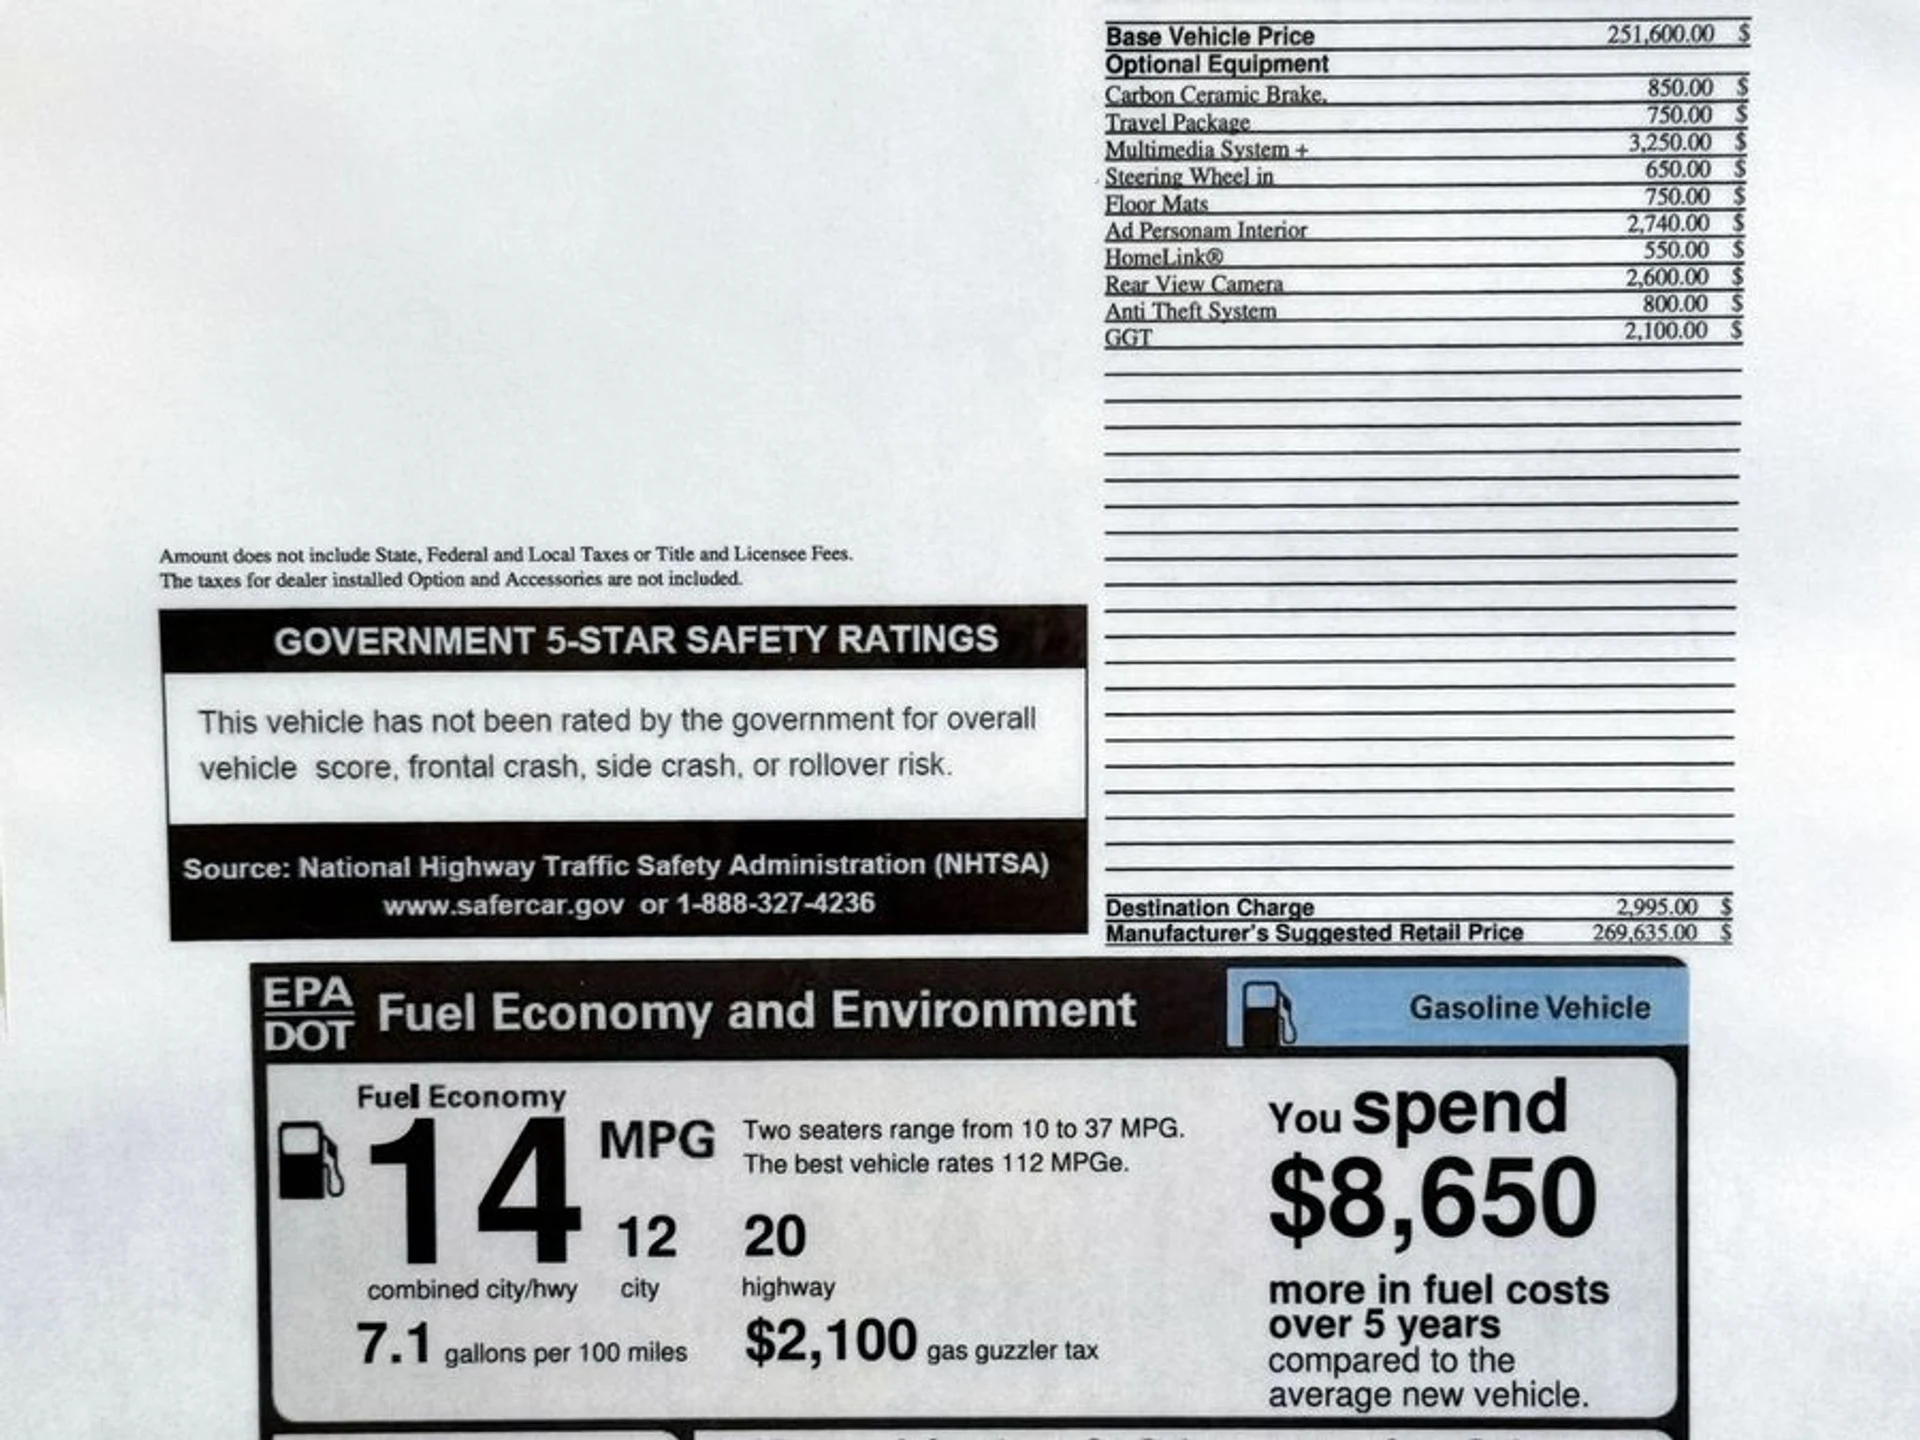 Base Vehicle Price 251,600.00 $
Optional Equipment
Carbon Ceramic Brake. 850.00 $
Travel Package 750.00 $
Multimedia System + 3,250.00 $
Steering Wheel in 650.00 $
Floor Mats 750.00 $
Ad Personam Interior 2,740.00 $
HomeLink® 550.00 $
Rear View Camera 2,600.00 $
Anti Theft System 800.00 $
GGT 2,100.00 $
Amount does not include State, Federal and Local Taxes or Title and Licensee Fees.
The taxes for dealer installed Option and Accessories are not included.
GOVERNMENT 5-STAR SAFETY RATINGS
This vehicle has not been rated by the government for overall
vehicle score, frontal crash, side crash, or rollover risk.
Source: National Highway Traffic Safety Administration (NHTSA)
www.safercar.gov or 1-888-327-4236
Destination Charge 2,995.00 $
Manufacturer's Suggested Retail Price 269,635.00 $
EPA
DOT
Fuel Economy and Environment
Gasoline Vehicle
Fuel Economy
14 MPG
combined city/hwy
12
city
20
highway
Two seaters range from 10 to 37 MPG.
The best vehicle rates 112 MPGe.
7.1 gallons per 100 miles
$2,100 gas guzzler tax
You spend
$8,650
more in fuel costs
over 5 years
compared to the
average new vehicle.